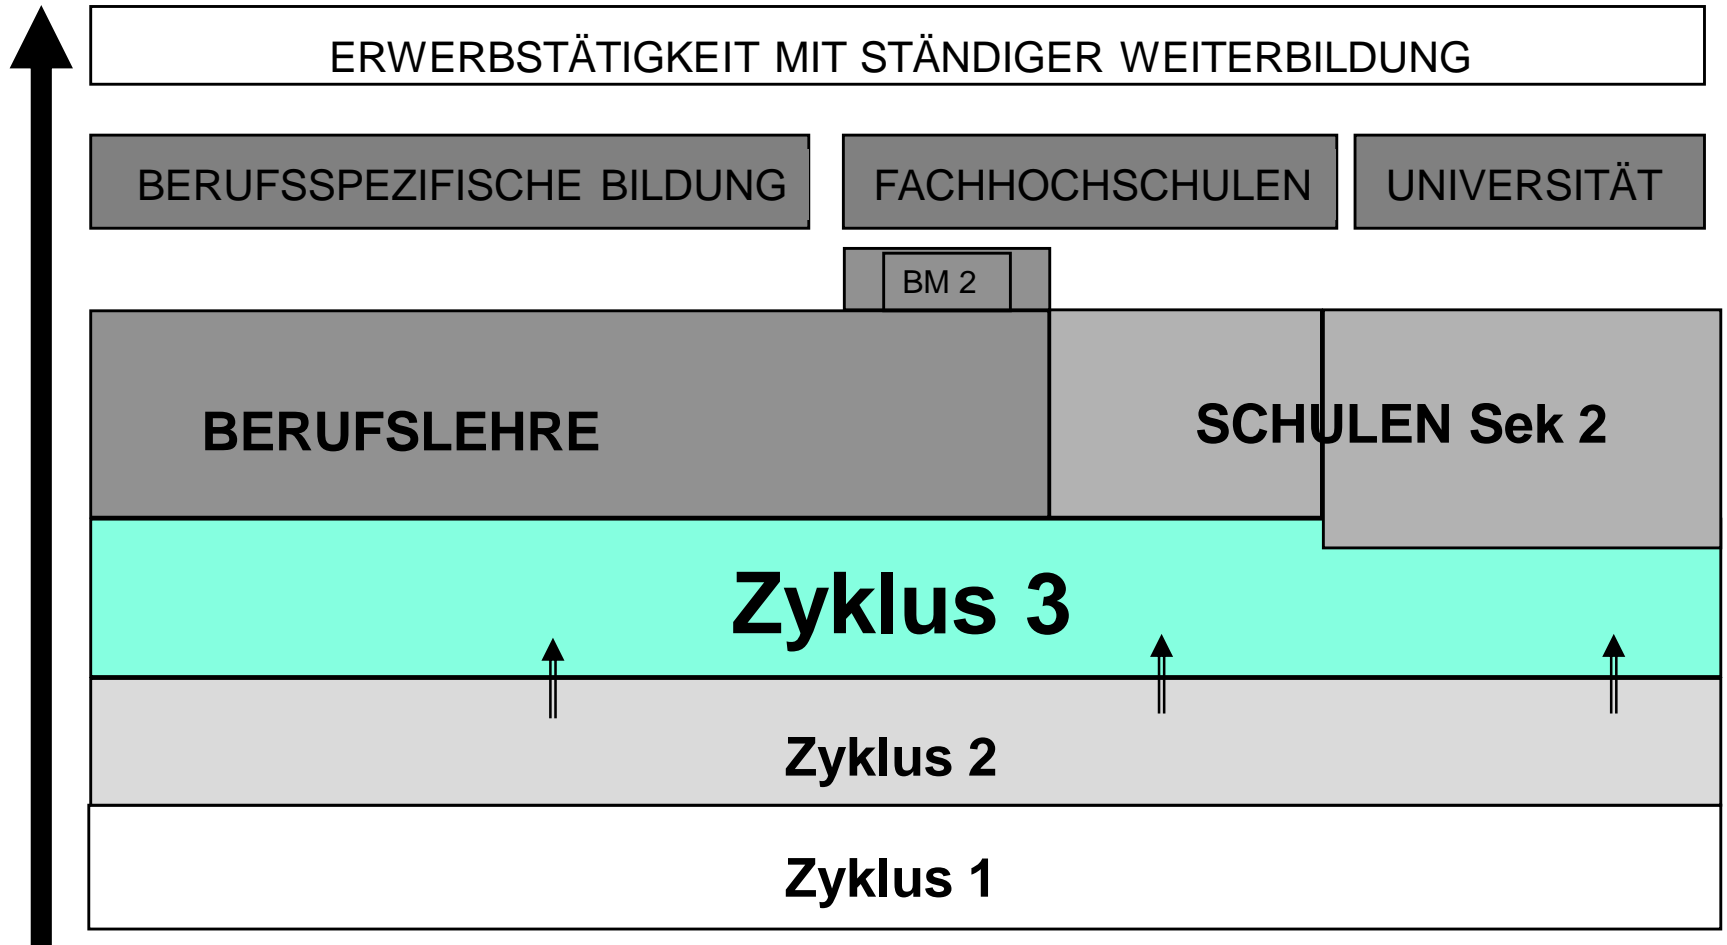 ERWERBSTÄTIGKEIT MIT STÄNDIGER WEITERBILDUNG
BERUFSSPEZIFISCHE BILDUNG
FACHHOCHSCHULEN
UNIVERSITÄT
BM 2
BERUFSLEHRE
SCHULEN Sek 2
Zyklus 3
Zyklus 2
Zyklus 1